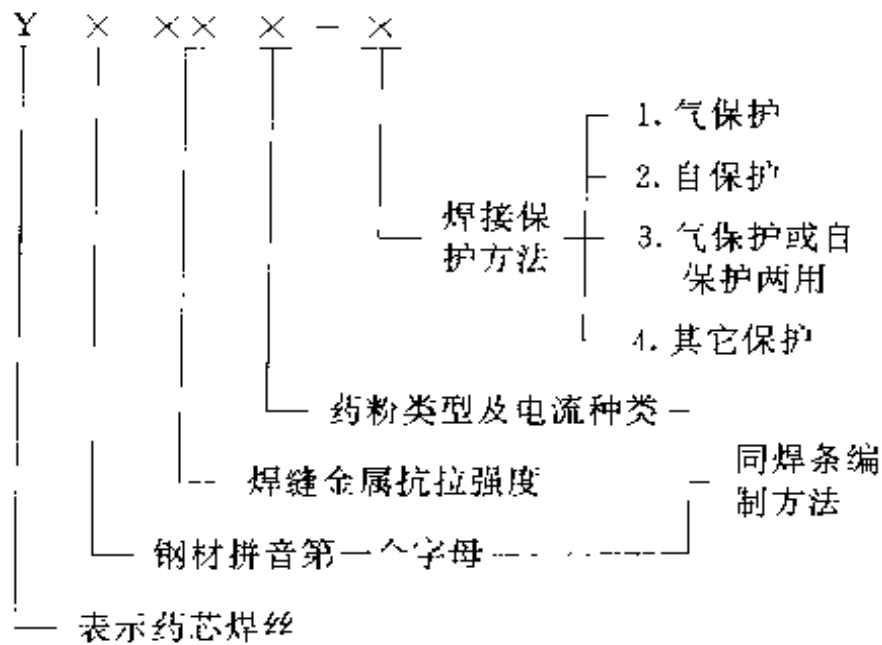 Y × ×× × - ×
1. 气保护
2. 自保护
焊接保
护方法
3. 气保护或自
保护两用
4. 其它保护
药粉类型及电流种类
焊缝金属抗拉强度
同焊条编
制方法
钢材拼音第一个字母
表示药芯焊丝